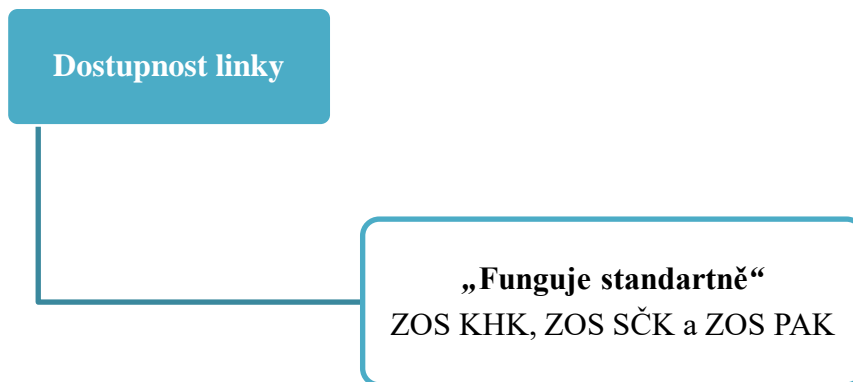 Dostupnost linky
„Funguje standartně“
ZOS KHK, ZOS SČK a ZOS PAK